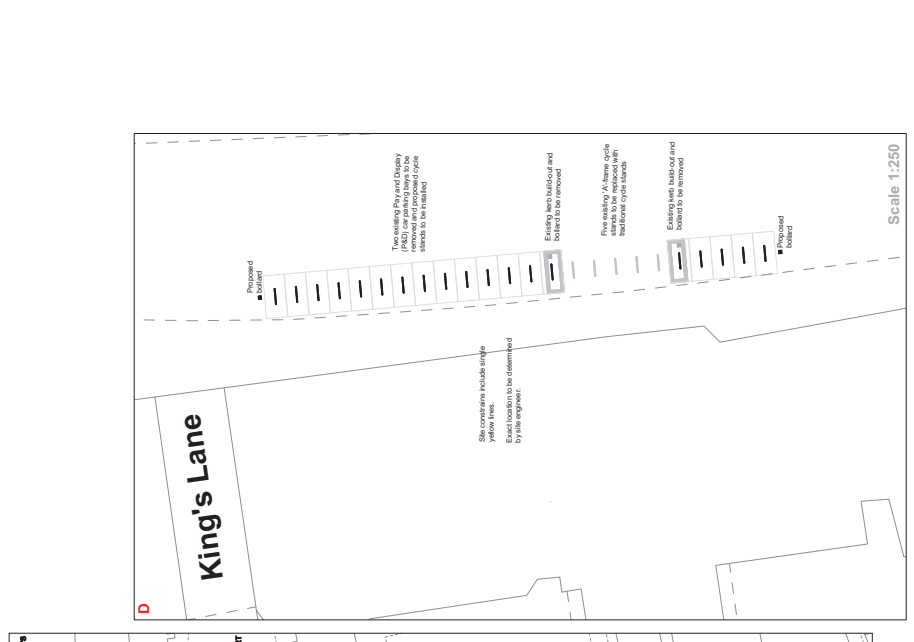 Proposed
bollard
Two existing Pay and Display
(P&D) car parking bays to be
removed and proposed cycle
stands to be installed
Existing kerb build-out and
bollard to be removed
Five existing 'A'-frame cycle
stands to be replaced with
traditional cycle stands
Existing kerb build-out and
bollard to be removed
Proposed
bollard
Site constrains include single
yellow lines.
Exact location to be determined
by site engineer.
King's Lane
D
Scale 1:250